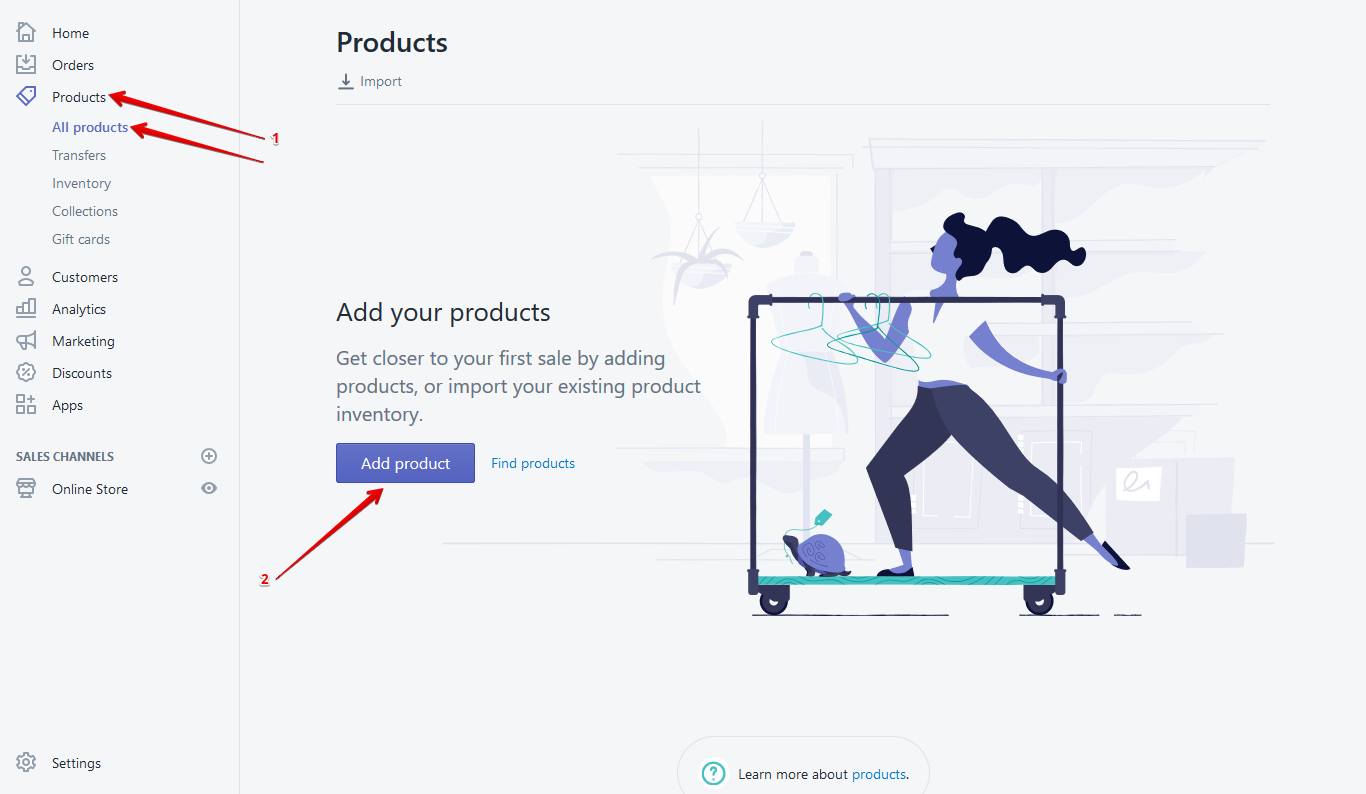 Home
Orders
Products
All products
Transfers
Inventory
Collections
Gift cards
Customers
Analytics
Marketing
Discounts
Apps
SALES CHANNELS
Online Store
Settings
1
Products
Import
Add your products
Get closer to your first sale by adding
products, or import your existing product
inventory.
Add product
Find products
2
Learn more about products.